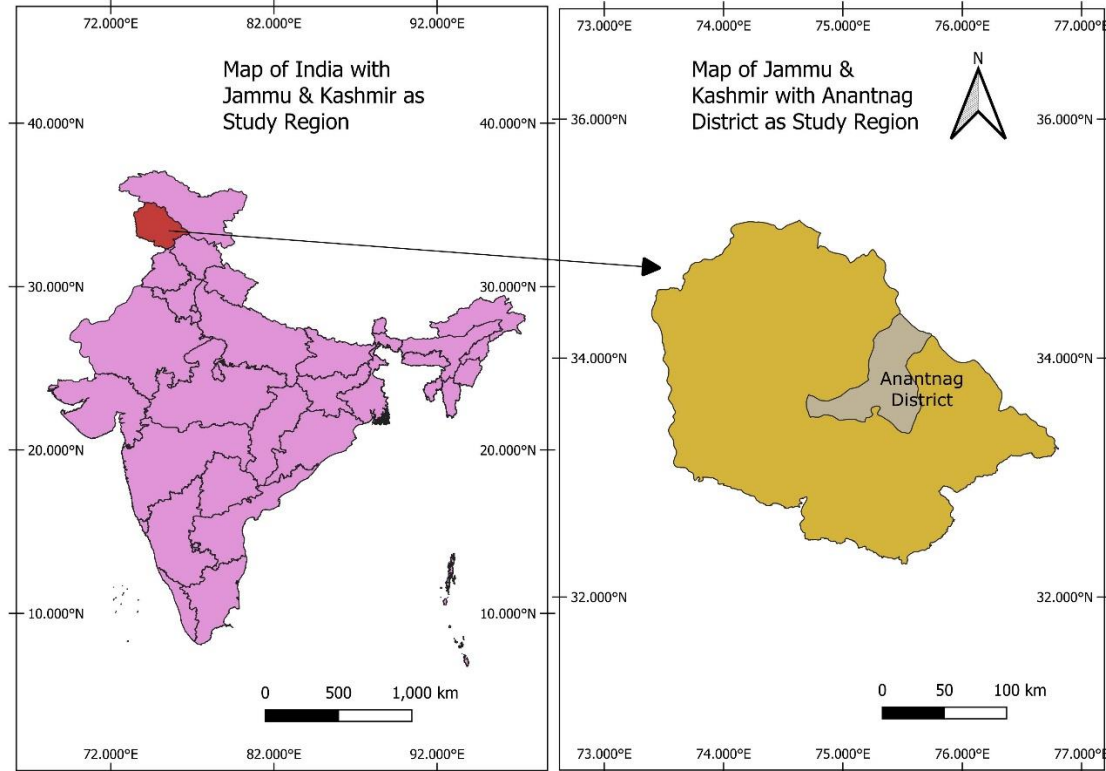 72.000°E 82.000°E 92.000°E
Map of India with
Jammu & Kashmir as
Study Region
40.000°N 40.000°N
30.000°N 30.000°N
20.000°N 20.000°N
10.000°N 10.000°N
0 500 1,000 km
72.000°E 82.000°E 92.000°E
73.000°E 74.000°E 75.000°E 76.000°E 77.000°E
Map of Jammu &
Kashmir with Anantnag
District as Study Region
N
36.000°N 36.000°N
34.000°N 34.000°N
Anantnag
District
32.000°N 32.000°N
0 50 100 km
73.000°E 74.000°E 75.000°E 76.000°E 77.000°E